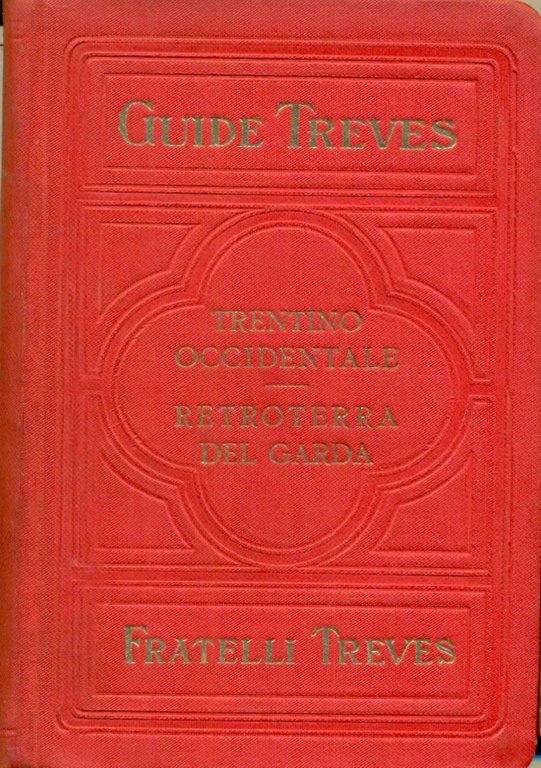 GUIDE TREVES
TRENTINO
OCCIDENTALE
RETROTERRA
DEL GARDA
FRATELLI TREVES